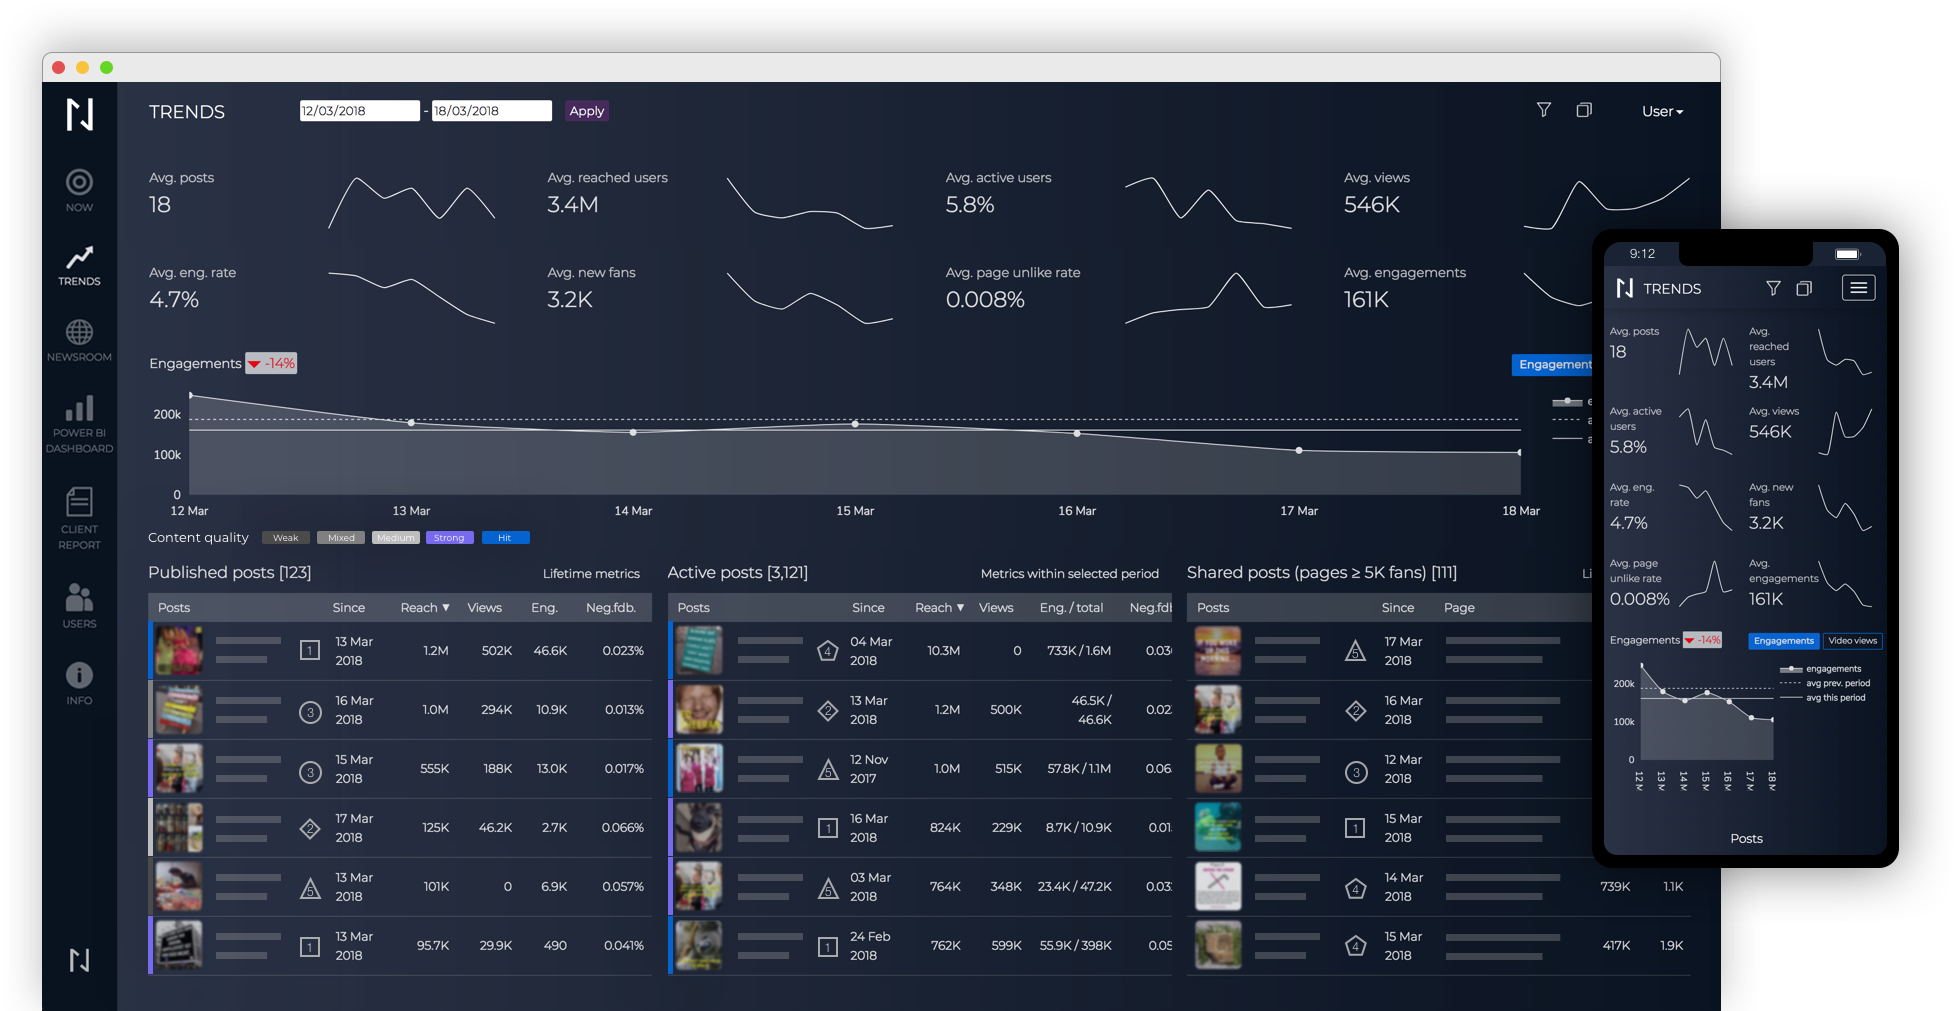 TRENDS
12/03/2018 - 18/03/2018 Apply
User
NOW
TRENDS
NEWSROOM
POWER BI
DASHBOARD
CLIENT
REPORT
USERS
INFO
Avg. posts
18
Avg. reached users
3.4M
Avg. active users
5.8%
Avg. views
546K
Avg. eng. rate
4.7%
Avg. new fans
3.2K
Avg. page unlike rate
0.008%
Avg. engagements
161K
Engagements -14%
Engagement
200k
100k
0
12 Mar 13 Mar 14 Mar 15 Mar 16 Mar 17 Mar 18 Mar
Content quality Weak Mixed Medium Strong Hit
Published posts [123] Lifetime metrics
Posts Since Reach ▼ Views Eng. Neg.fdb.
1 13 Mar 2018 1.2M 502K 46.6K 0.023%
3 16 Mar 2018 1.0M 294K 10.9K 0.013%
3 15 Mar 2018 555K 188K 13.0K 0.017%
2 17 Mar 2018 125K 46.2K 2.7K 0.066%
5 13 Mar 2018 101K 0 6.9K 0.057%
1 13 Mar 2018 95.7K 29.9K 490 0.041%
Active posts [3,121] Metrics within selected period
Posts Since Reach ▼ Views Eng. / total Neg.fdb
4 04 Mar 2018 10.3M 0 733K / 1.6M 0.03
2 13 Mar 2018 1.2M 500K 46.5K / 46.6K 0.02
5 12 Nov 2017 1.0M 515K 57.8K / 1.1M 0.06
1 16 Mar 2018 824K 229K 8.7K / 10.9K 0.01
5 03 Mar 2018 764K 348K 23.4K / 47.2K 0.03
1 24 Feb 2018 762K 599K 55.9K / 398K 0.05
Shared posts (pages ≥ 5K fans) [111] Li
Posts Since Page
5 17 Mar 2018
2 16 Mar 2018
3 12 Mar 2018
1 15 Mar 2018
4 14 Mar 2018 739K 1.1K
4 15 Mar 2018 417K 1.9K
9:12
TRENDS
Avg. posts
18
Avg.
reached
users
3.4M
Avg. active
users
5.8%
Avg. views
546K
Avg. eng.
rate
4.7%
Avg. new
fans
3.2K
Avg. page
unlike rate
0.008%
Avg.
engagements
161K
Engagements -14% Engagements Video views
engagements
avg prev. period
avg this period
200k
100k
0
12 M 13 M 14 M 15 M 16 M 17 M 18 M
Posts